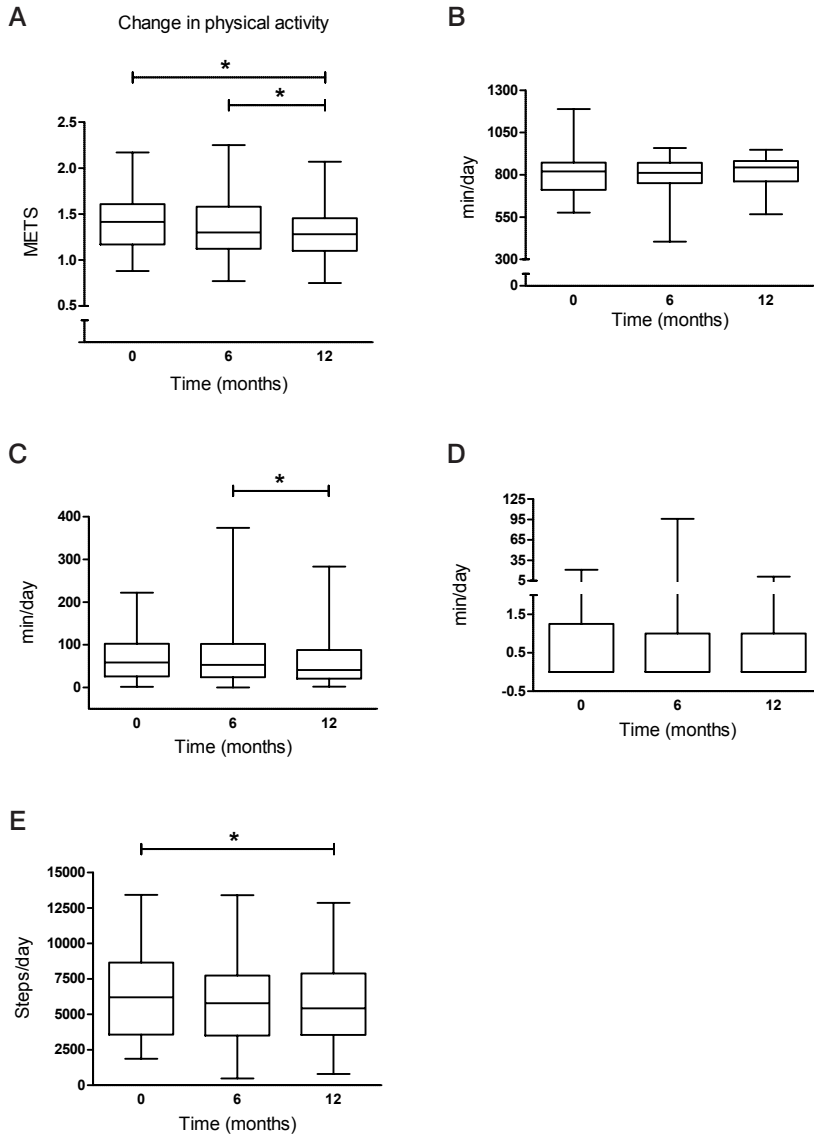 A
Change in physical activity
*
*
2.5
2.0
1.5
1.0
0.5
METS
0 6 12
Time (months)
B
1300
1050
800
550
300
0
min/day
0 6 12
Time (months)
C
*
400
300
200
100
0
min/day
0 6 12
Time (months)
D
125
95
65
35
5
1.5
0.5
-0.5
min/day
0 6 12
Time (months)
E
*
15000
12500
10000
7500
5000
2500
0
Steps/day
0 6 12
Time (months)